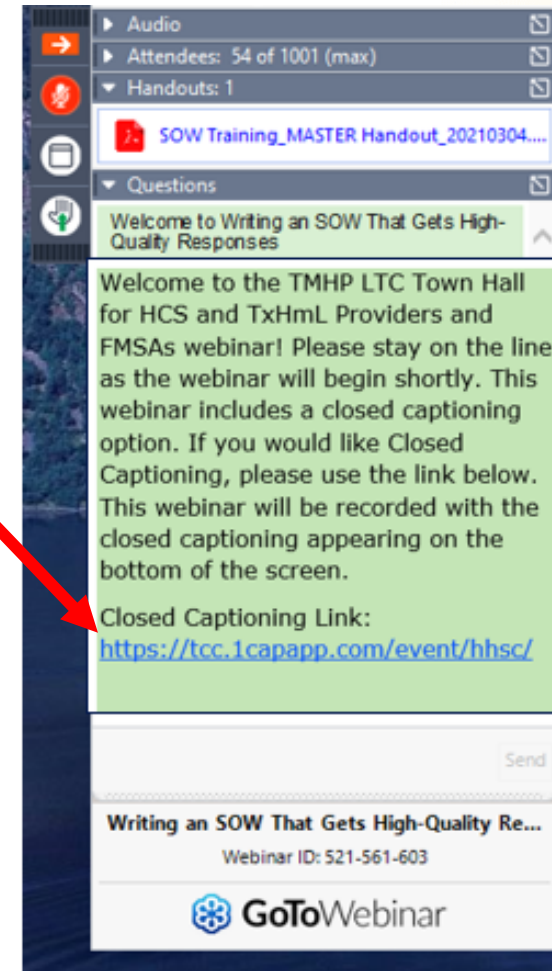 Audio
Attendees: 54 of 1001 (max)
Handouts: 1
SOW Training_MASTER Handout_20210304....
Questions
Welcome to Writing an SOW That Gets High-
Quality Responses
Welcome to the TMHP LTC Town Hall
for HCS and TxHmL Providers and
FMSAs webinar! Please stay on the line
as the webinar will begin shortly. This
webinar includes a closed captioning
option. If you would like Closed
Captioning, please use the link below.
This webinar will be recorded with the
closed captioning appearing on the
bottom of the screen.
Closed Captioning Link:
https://tcc.1capapp.com/event/hhsc/
Send
Writing an SOW That Gets High-Quality Re...
Webinar ID: 521-561-603
GoToWebinar